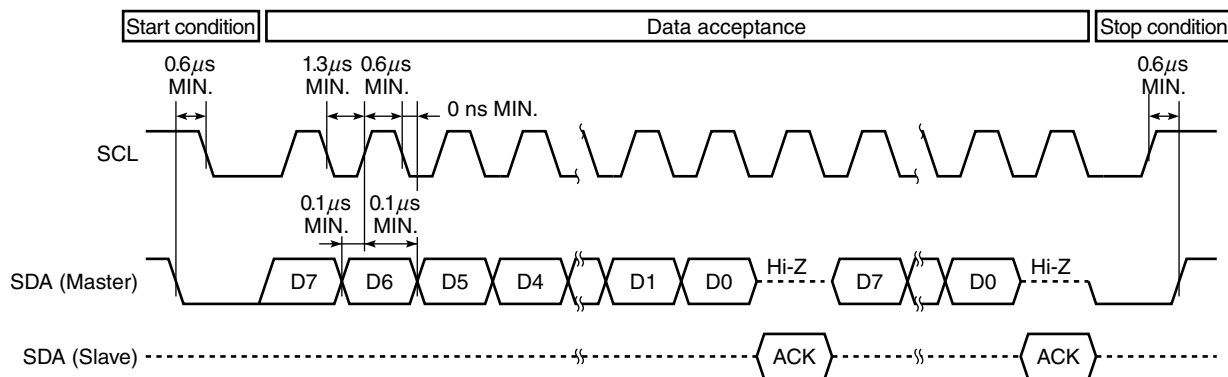 Start condition
Data acceptance
Stop condition
0.6μs
MIN.
1.3μs
MIN.
0.6μs
MIN.
0 ns MIN.
0.6μs
MIN.
SCL
0.1μs
MIN.
0.1μs
MIN.
SDA (Master)
D7
D6
D5
D4
D1
D0
Hi-Z
D7
D0
Hi-Z
SDA (Slave)
ACK
ACK